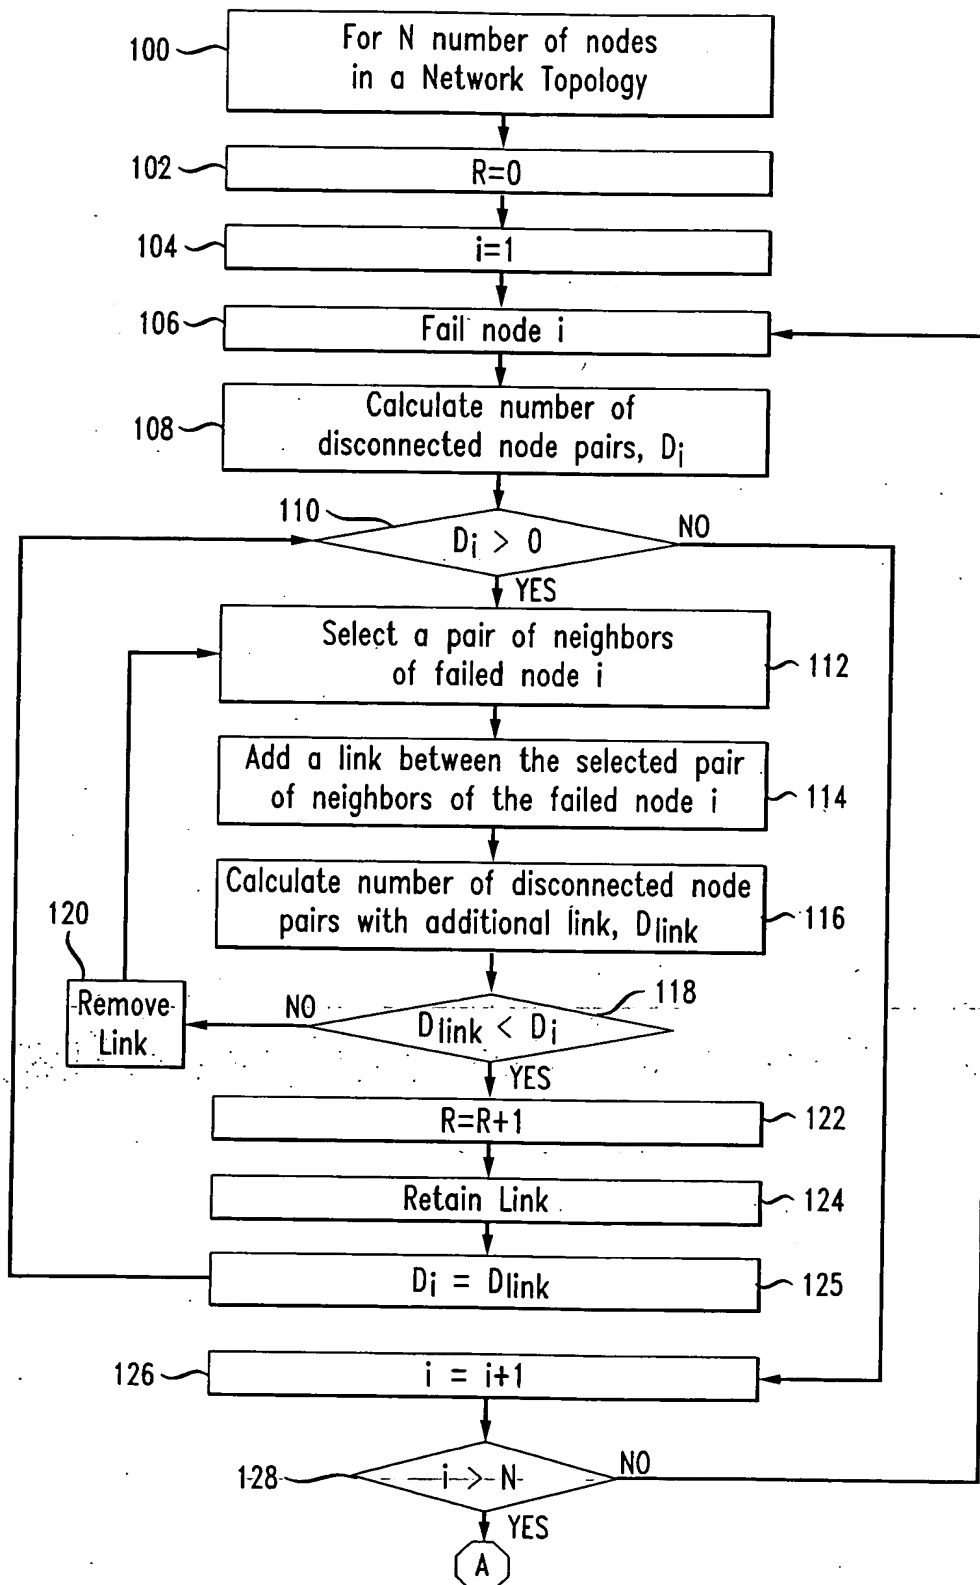 100
For N number of nodes
in a Network Topology
102
R=0
104
i=1
106
Fail node i
108
Calculate number of
disconnected node pairs, Di
110
Di > 0
NO
YES
Select a pair of neighbors
of failed node i
112
Add a link between the selected pair
of neighbors of the failed node i
114
Calculate number of disconnected node
pairs with additional link, Dlink
116
120
Remove
Link
NO
118
Dlink < Di
YES
R=R+1
122
Retain Link
124
Di = Dlink
125
126
i = i+1
128
i > N
NO
YES
A